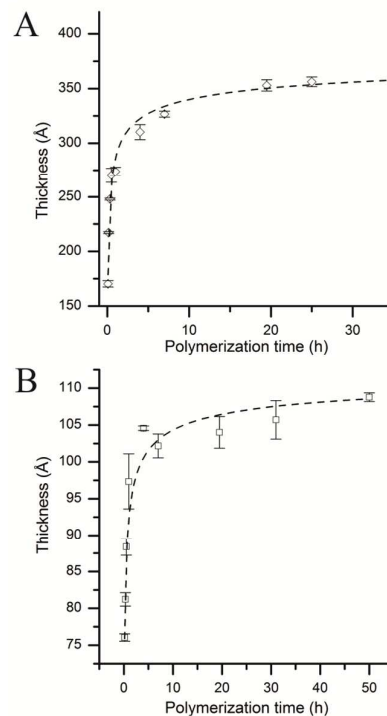 A
400
350
300
250
200
150
Thickness (Å)
0 10 20 30
Polymerization time (h)
B
110
105
100
95
90
85
80
75
Thickness (Å)
0 10 20 30 40 50
Polymerization time (h)